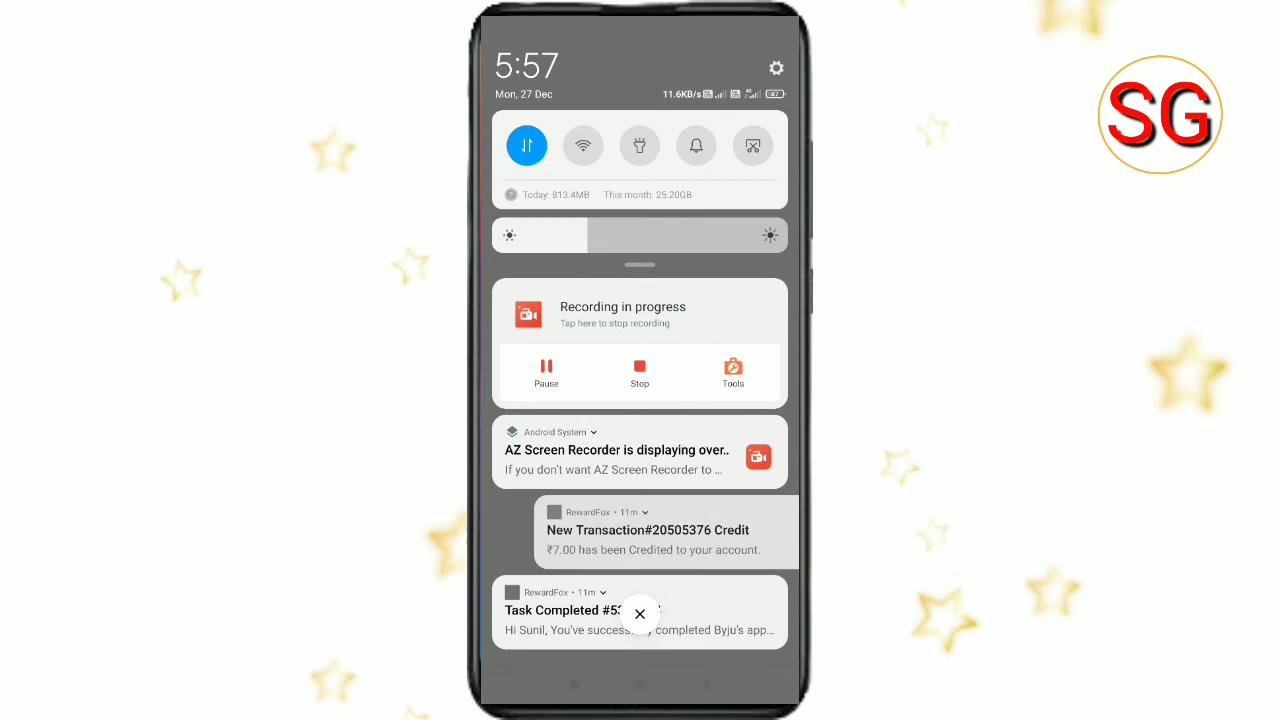 SG
5:57
Mon, 27 Dec
11.6KB/s
47
Today: 813.4MB This month: 25.20GB
Recording in progress
Tap here to stop recording
Pause Stop Tools
Android System
AZ Screen Recorder is displaying over..
If you don't want AZ Screen Recorder to ...
RewardFox • 11m
New Transaction#20505376 Credit
₹7.00 has been Credited to your account.
RewardFox • 11m
Task Completed
Hi Sunil, You've completed Byju's app...